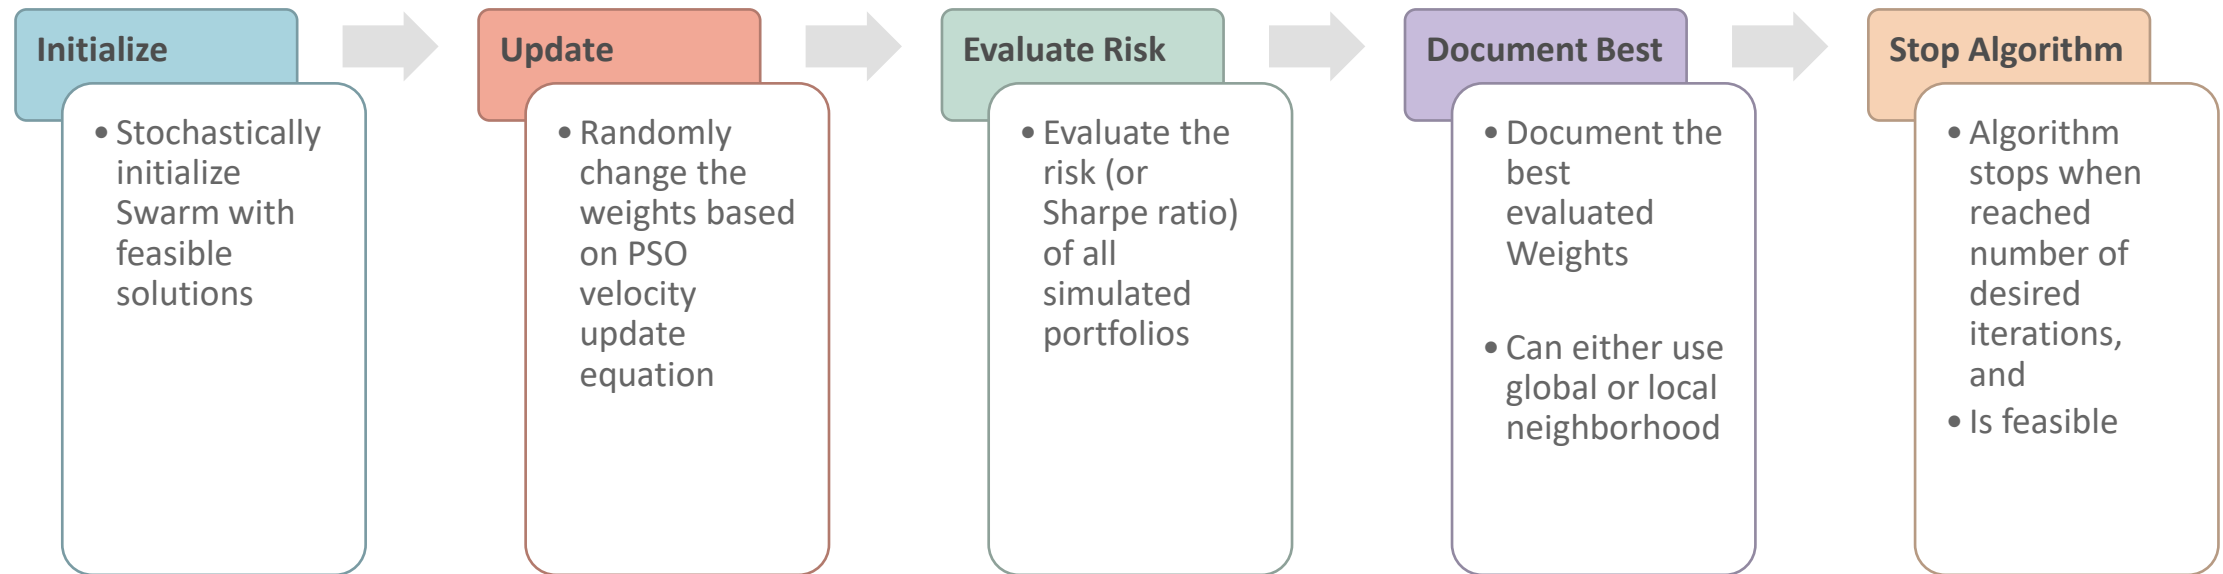 Initialize
• Stochastically
initialize
Swarm with
feasible
solutions
Update
• Randomly
change the
weights based
on PSO
velocity
update
equation
Evaluate Risk
• Evaluate the
risk (or
Sharpe ratio)
of all
simulated
portfolios
Document Best
• Document the
best
evaluated
Weights
• Can either use
global or local
neighborhood
Stop Algorithm
• Algorithm
stops when
reached
number of
desired
iterations,
and
• Is feasible